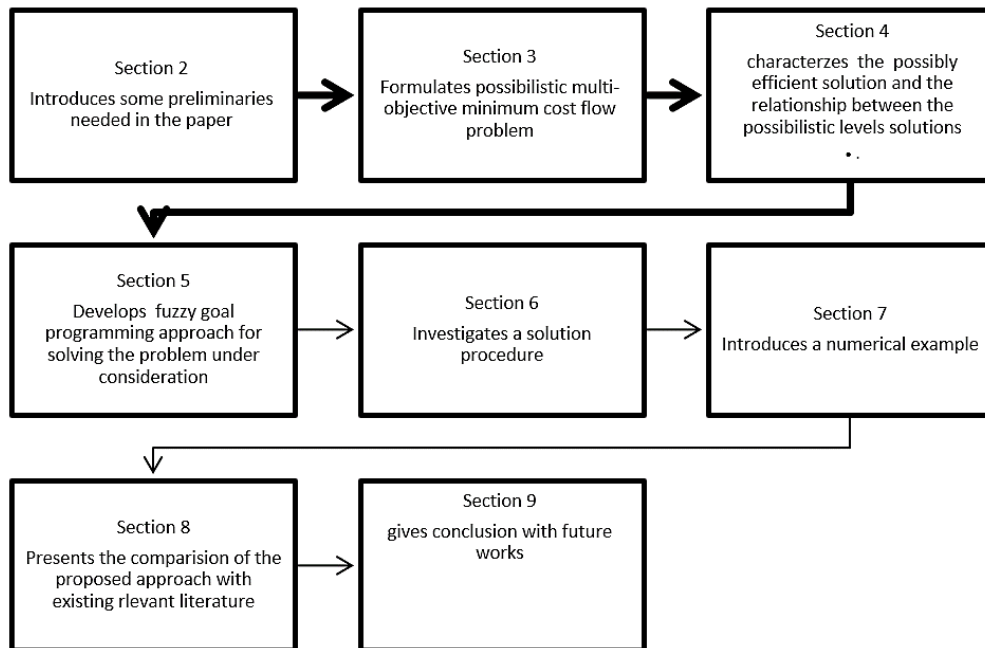 Section 2
Introduces some preliminaries
needed in the paper
Section 3
Formulates possibilistic multi-
objective minimum cost flow
problem
Section 4
characterzes the possibly
efficient solution and the
relationship between the
possibilistic levels solutions
• .
Section 5
Develops fuzzy goal
programming approach for
solving the problem under
consideration
Section 6
Investigates a solution
procedure
Section 7
Introduces a numerical example
Section 8
Presents the comparision of the
proposed approach with
existing rlevant literature
Section 9
gives conclusion with future
works